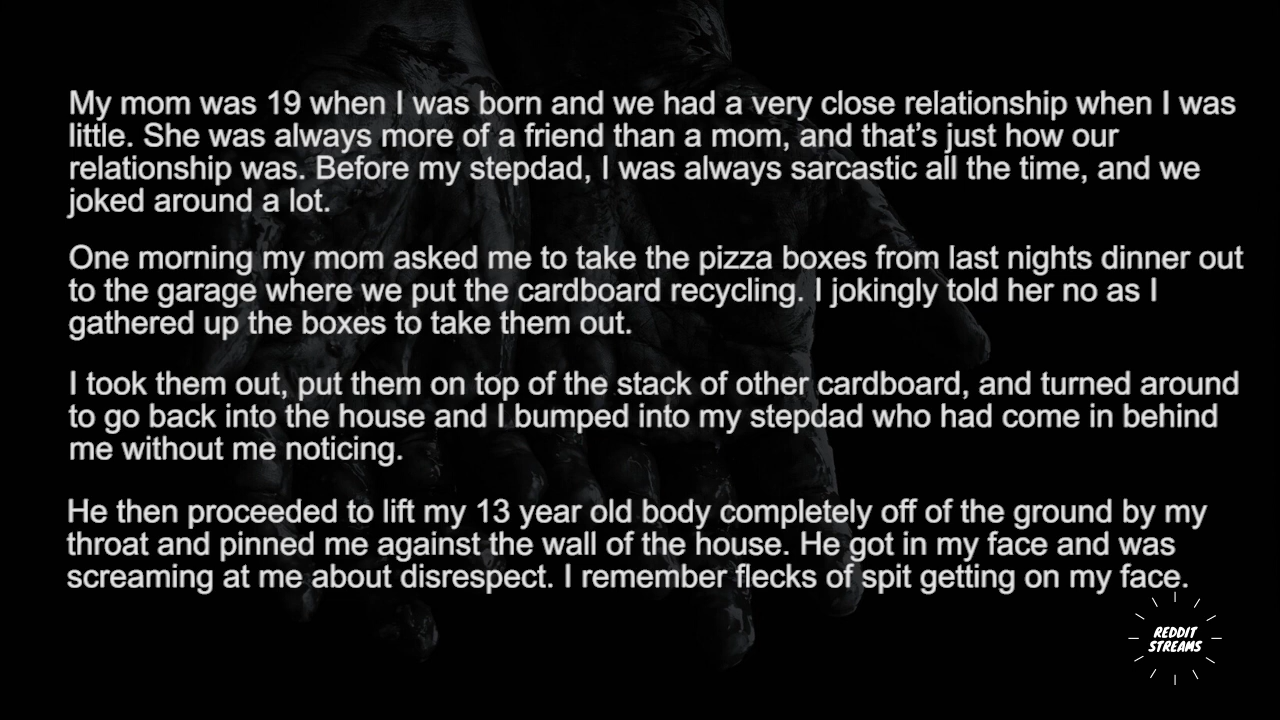 My mom was 19 when I was born and we had a very close relationship when I was
little. She was always more of a friend than a mom, and that’s just how our
relationship was. Before my stepdad, I was always sarcastic all the time, and we
joked around a lot.
One morning my mom asked me to take the pizza boxes from last nights dinner out
to the garage where we put the cardboard recycling. I jokingly told her no as I
gathered up the boxes to take them out.
I took them out, put them on top of the stack of other cardboard, and turned around
to go back into the house and I bumped into my stepdad who had come in behind
me without me noticing.
He then proceeded to lift my 13 year old body completely off of the ground by my
throat and pinned me against the wall of the house. He got in my face and was
screaming at me about disrespect. I remember flecks of spit getting on my face.
REDDIT
STREAMS